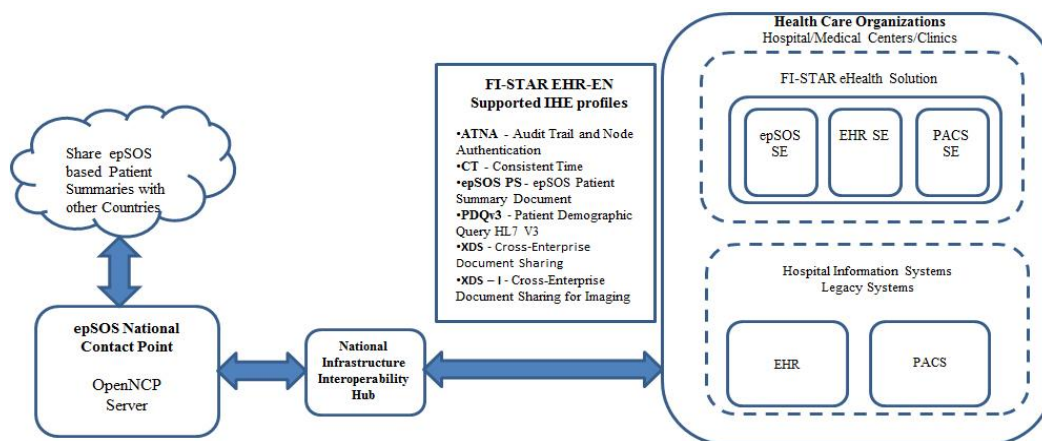 Share epSOS
based Patient
Summaries with
other Countries
epSOS National
Contact Point
OpenNCP
Server
National
Infrastructure
Interoperability
Hub
FI-STAR EHR-EN
Supported IHE profiles
•ATNA - Audit Trail and Node
Authentication
•CT - Consistent Time
•epSOS PS - epSOS Patient
Summary Document
•PDQv3 - Patient Demographic
Query HL7 V3
•XDS - Cross-Enterprise
Document Sharing
•XDS – I - Cross-Enterprise
Document Sharing for Imaging
Health Care Organizations
Hospital/Medical Centers/Clinics
FI-STAR eHealth Solution
epSOS
SE
EHR SE
PACS
SE
Hospital Information Systems
Legacy Systems
EHR
PACS